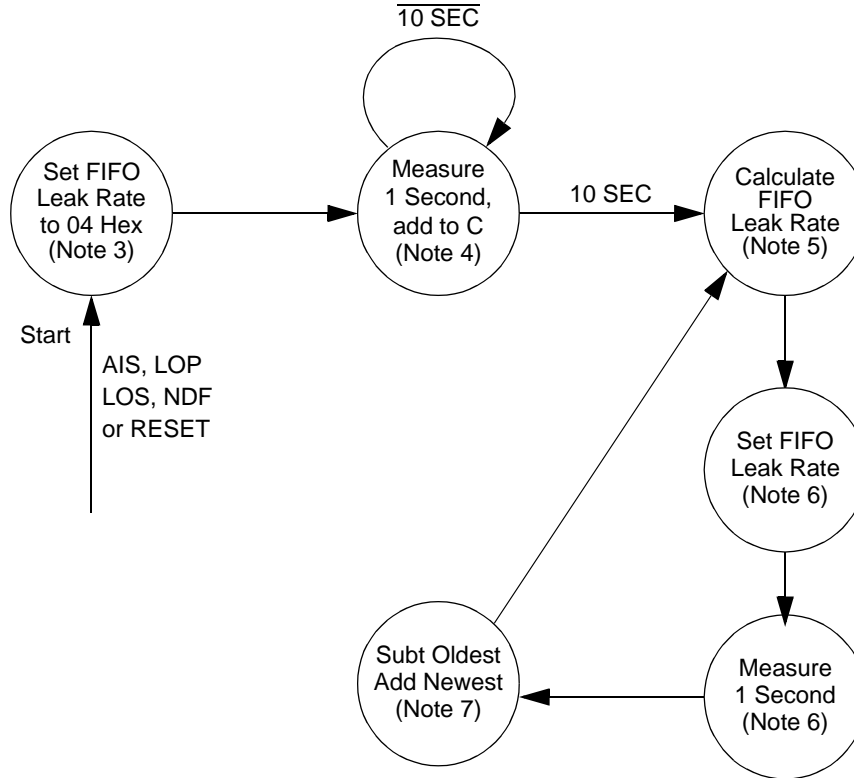 10 SEC
Set FIFO
Leak Rate
to 04 Hex
(Note 3)
Measure
1 Second,
add to C
(Note 4)
10 SEC
Calculate
FIFO
Leak Rate
(Note 5)
Start
AIS, LOP
LOS, NDF
or RESET
Set FIFO
Leak Rate
(Note 6)
Measure
1 Second
(Note 6)
Subt Oldest
Add Newest
(Note 7)